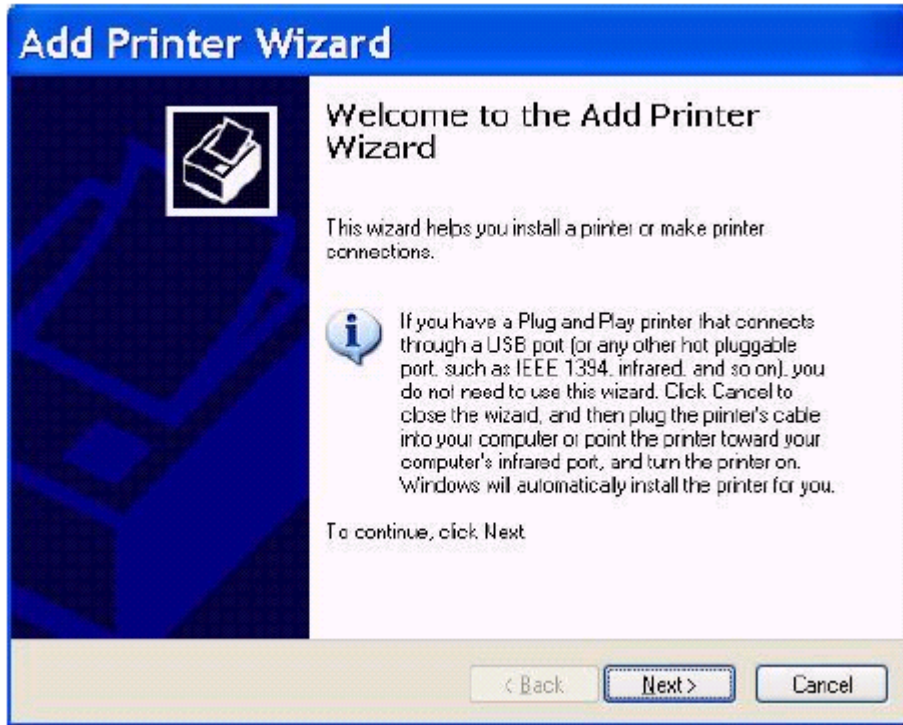 Add Printer Wizard
Welcome to the Add Printer
Wizard
This wizard helps you install a printer or make printer
connections.
If you have a Plug and Play printer that connects
through a USB port (or any other hot pluggable
port, such as IEEE 1394, infrared, and so on), you
do not need to use this wizard. Click Cancel to
close the wizard, and then plug the printer's cable
into your computer or point the printer toward your
computer's infrared port, and turn the printer on.
Windows will automatically install the printer for you.
To continue, click Next
< Back
Next >
Cancel